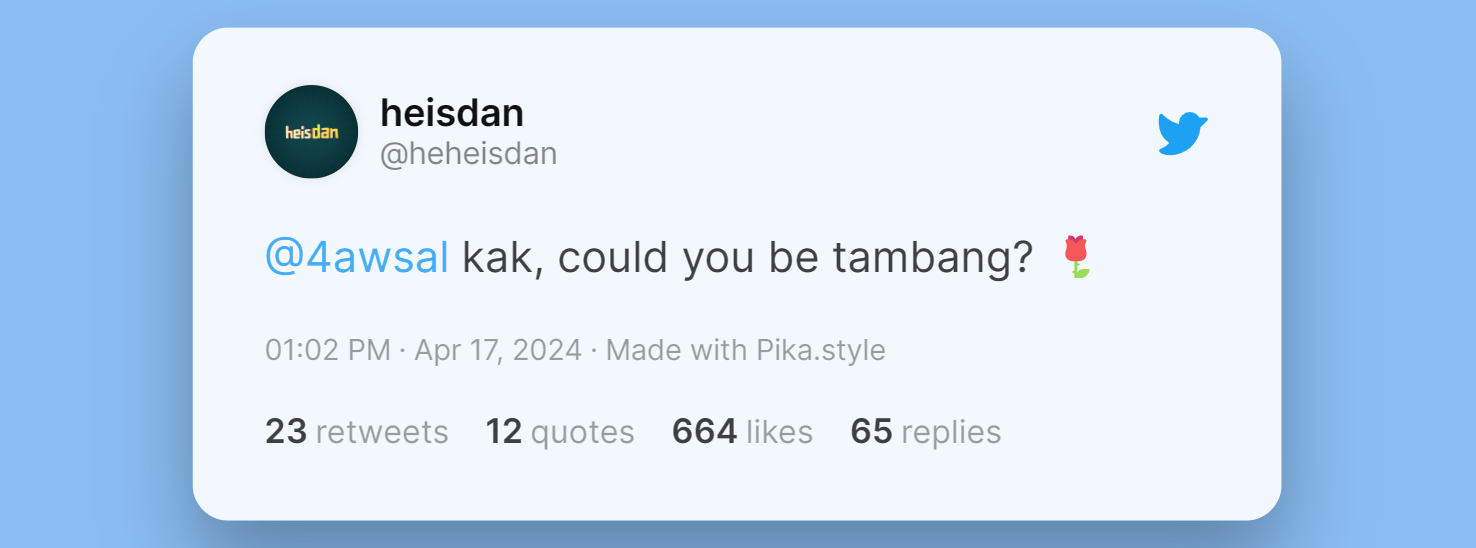 heisdan
heisdan
@heheisdan
@4awsal kak, could you be tambang? 🌷
01:02 PM · Apr 17, 2024 · Made with Pika.style
23 retweets 12 quotes 664 likes 65 replies